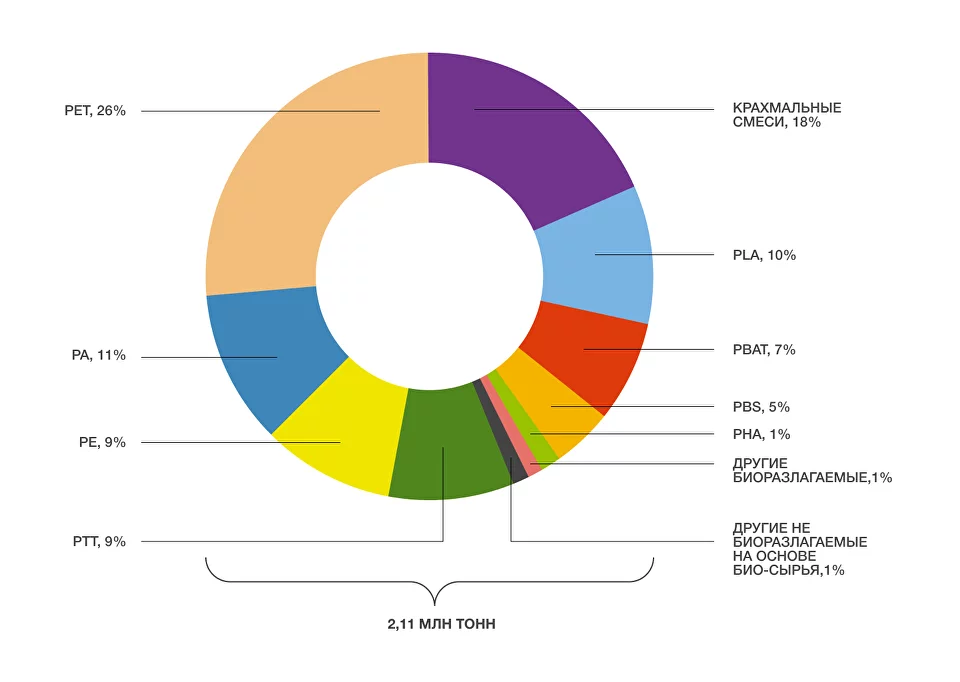 PET, 26%
КРАХМАЛЬНЫЕ
СМЕСИ, 18%
PLA, 10%
PBAT, 7%
PA, 11%
PBS, 5%
PHA, 1%
PE, 9%
ДРУГИЕ
БИОРАЗЛАГАЕМЫЕ,1%
ДРУГИЕ НЕ
БИОРАЗЛАГАЕМЫЕ
НА ОСНОВЕ
БИО-СЫРЬЯ,1%
PTT, 9%
2,11 МЛН ТОНН